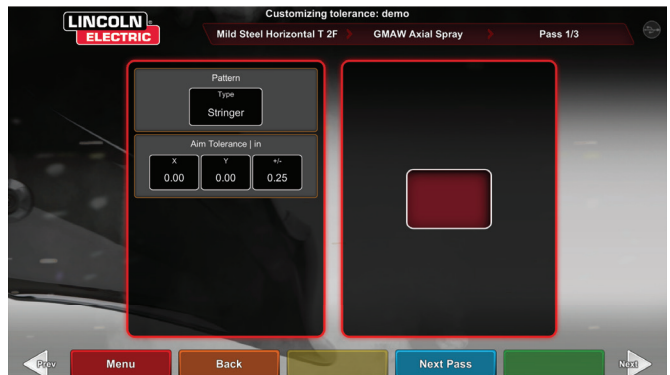 Customizing tolerance: demo
LINCOLN
ELECTRIC
Mild Steel Horizontal T 2F
GMAW Axial Spray
Pass 1/3
Pattern
Type
Stringer
Aim Tolerance | in
X
Y
+/-
0.00
0.00
0.25
Prev
Menu
Back
Next Pass
Next